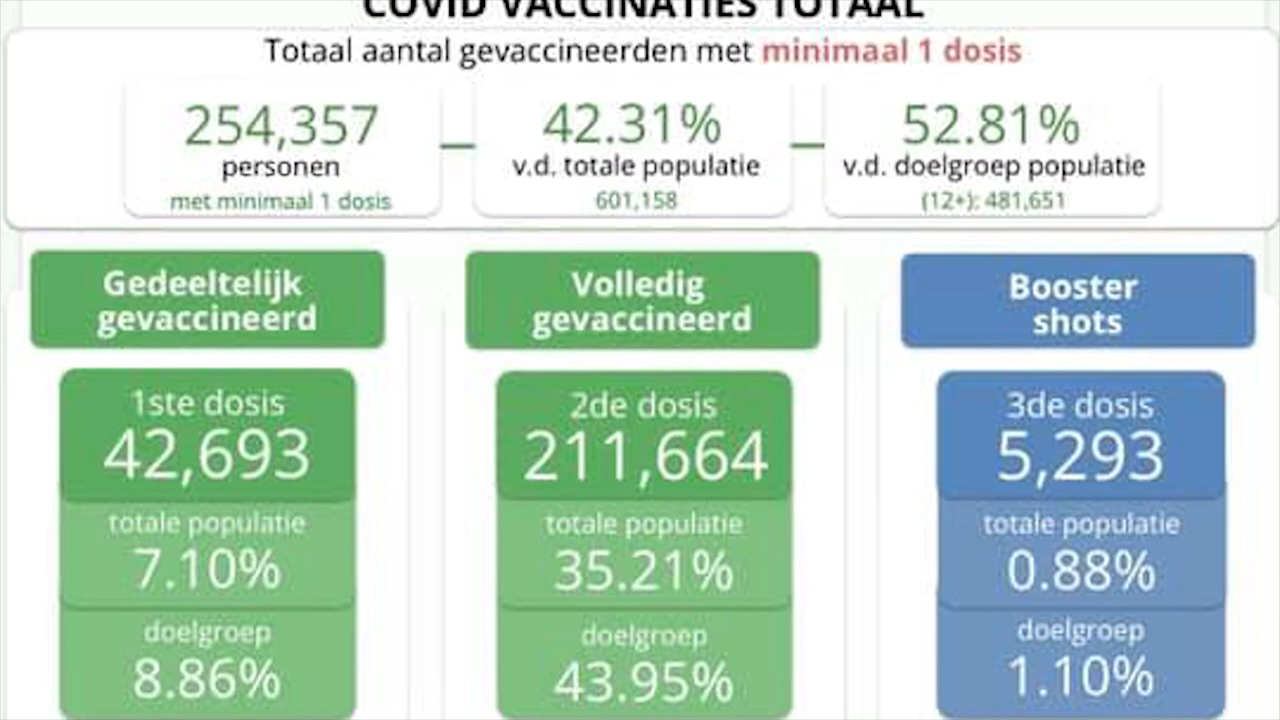 COVID VACCINATIES TOTAAL
Totaal aantal gevaccineerden met minimaal 1 dosis
254,357
personen
met minimaal 1 dosis
42.31%
v.d. totale populatie
601,158
52.81%
v.d. doelgroep populatie
(12+): 481,651
Gedeeltelijk
gevaccineerd
1ste dosis
42,693
totale populatie
7.10%
doelgroep
8.86%
Volledig
gevaccineerd
2de dosis
211,664
totale populatie
35.21%
doelgroep
43.95%
Booster
shots
3de dosis
5,293
totale populatie
0.88%
doelgroep
1.10%